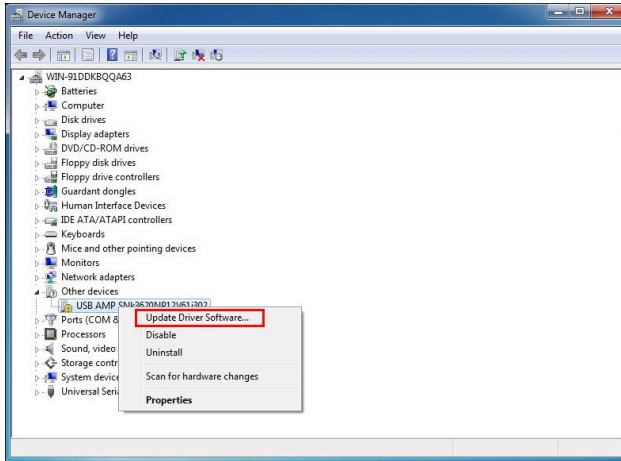 Device Manager
File Action View Help
WIN-91DDKBQQA63
Batteries
Computer
Disk drives
Display adapters
DVD/CD-ROM drives
Floppy disk drives
Floppy drive controllers
Guardant dongles
Human Interface Devices
IDE ATA/ATAPI controllers
Keyboards
Mice and other pointing devices
Monitors
Network adapters
Other devices
USB AMP
Ports (COM &
Processors
Sound, video
Storage contr
System device
Universal Seri
Update Driver Software...
Disable
Uninstall
Scan for hardware changes
Properties